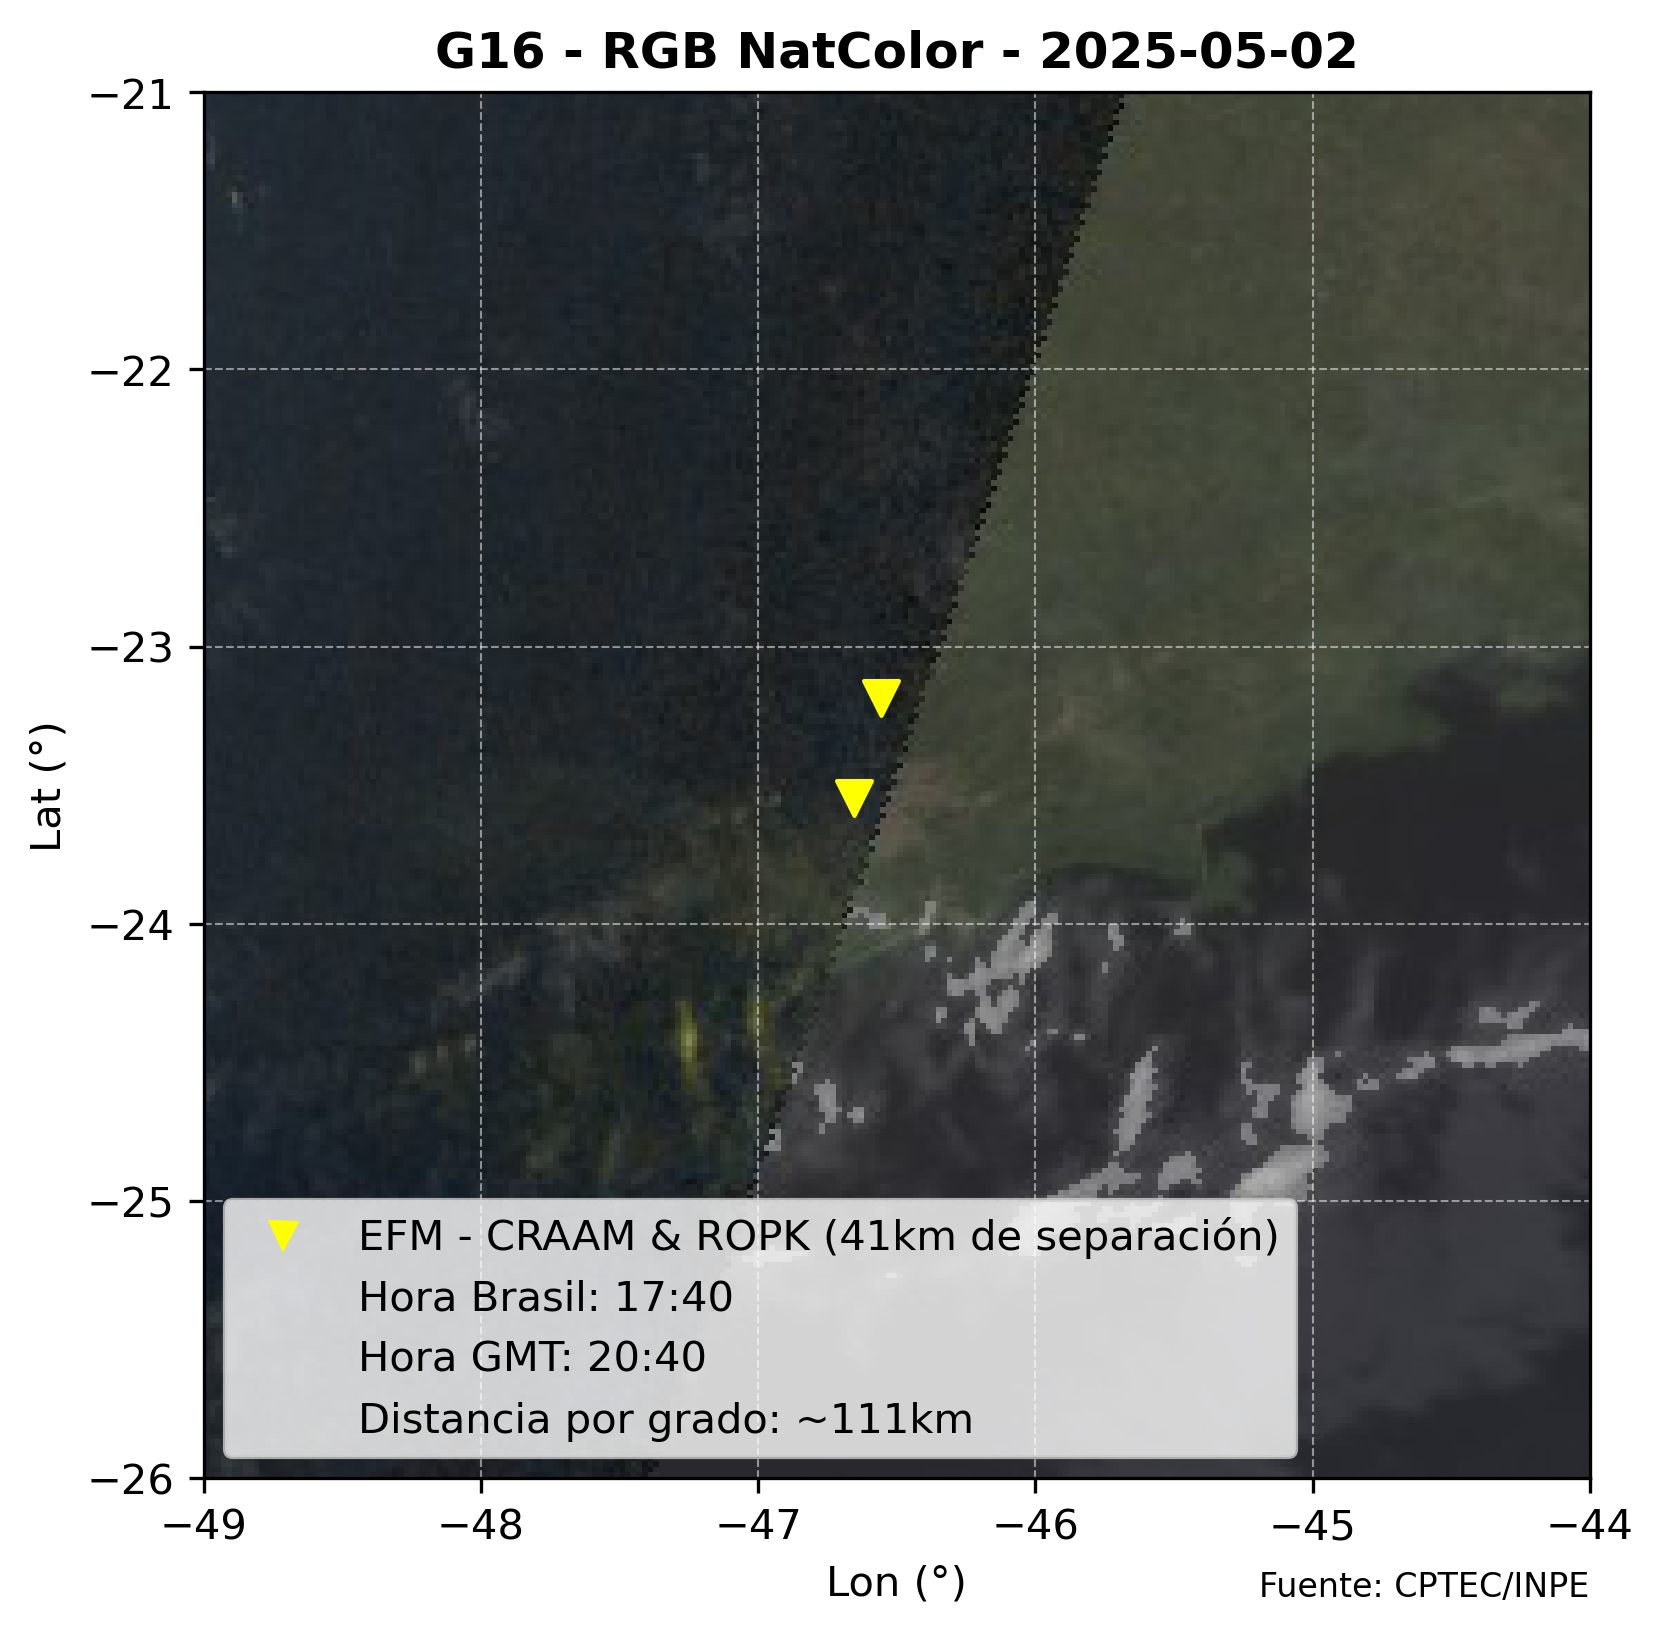 G16 - RGB NatColor - 2025-05-02
−21
−22
−23
−24
−25
−26
Lat (°)
EFM - CRAAM & ROPK (41km de separación)
Hora Brasil: 17:40
Hora GMT: 20:40
Distancia por grado: ~111km
−49 −48 −47 −46 −45 −44
Lon (°)
Fuente: CPTEC/INPE